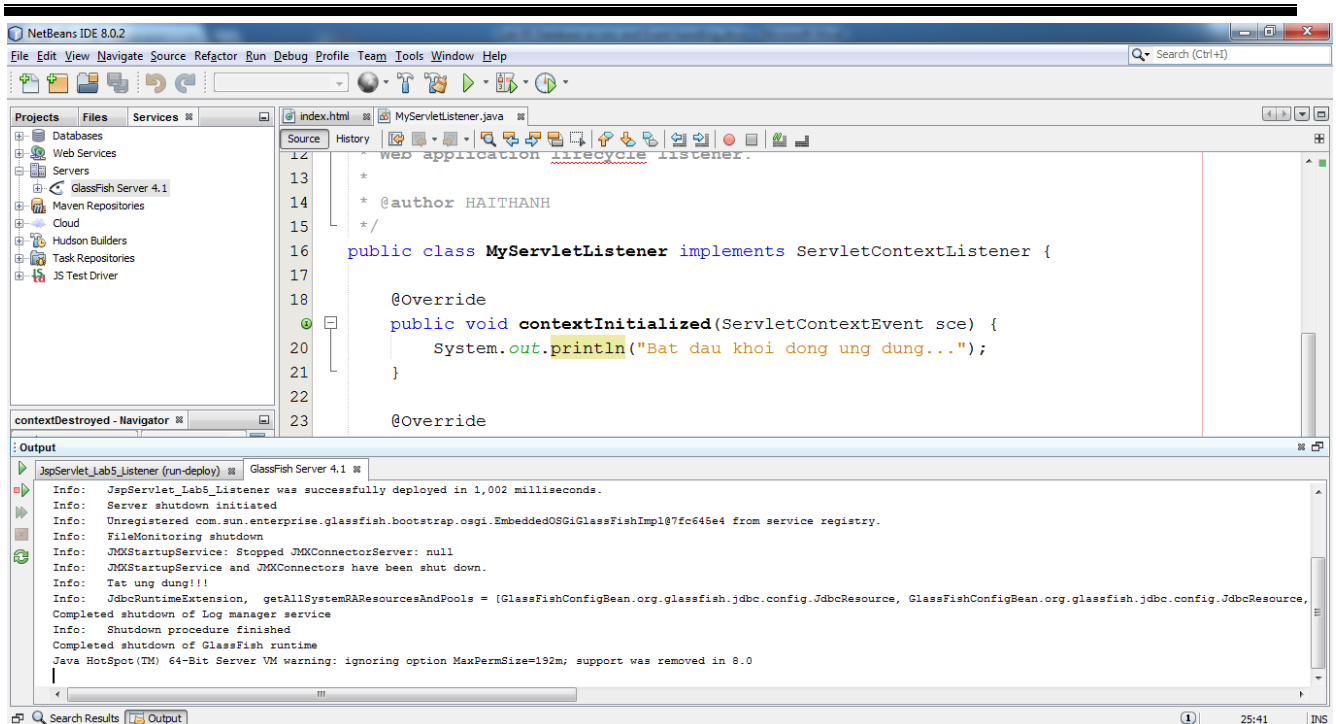 NetBeans IDE 8.0.2
File Edit View Navigate Source Refactor Run Debug Profile Team Tools Window Help
Search (Ctrl+I)
Projects Files Services
index.html MyServletListener.java
Source History
Databases
Web Services
Servers
GlassFish Server 4.1
Maven Repositories
Cloud
Hudson Builders
Task Repositories
JS Test Driver
12 * Web application lifecycle listener.
13 *
14 * @author HAITHANH
15 */
16 public class MyServletListener implements ServletContextListener {
17
18 @Override
public void contextInitialized(ServletContextEvent sce) {
20 System.out.println("Bat dau khoi dong ung dung...");
21 }
22
23 @Override
contextDestroyed - Navigator
Output
JspServlet_Lab5_Listener (run-deploy) GlassFish Server 4.1
Info: JspServlet_Lab5_Listener was successfully deployed in 1,002 milliseconds.
Info: Server shutdown initiated
Info: Unregistered com.sun.enterprise.glassfish.bootstrap.osgi.EmbeddedOSGiGlassFishImpl@7fc645e4 from service registry.
Info: FileMonitoring shutdown
Info: JMXStartupService: Stopped JMXConnectorServer: null
Info: JMXStartupService and JMXConnectors have been shut down.
Info: Tat ung dung!!!
Info: JdbcRuntimeExtension, getAllSystemRAResourcesAndPools = [GlassFishConfigBean.org.glassfish.jdbc.config.JdbcResource, GlassFishConfigBean.org.glassfish.jdbc.config.JdbcResource,
Completed shutdown of Log manager service
Info: Shutdown procedure finished
Completed shutdown of GlassFish runtime
Java HotSpot(TM) 64-Bit Server VM warning: ignoring option MaxPermSize=192m; support was removed in 8.0
Search Results Output
1 25:41 INS